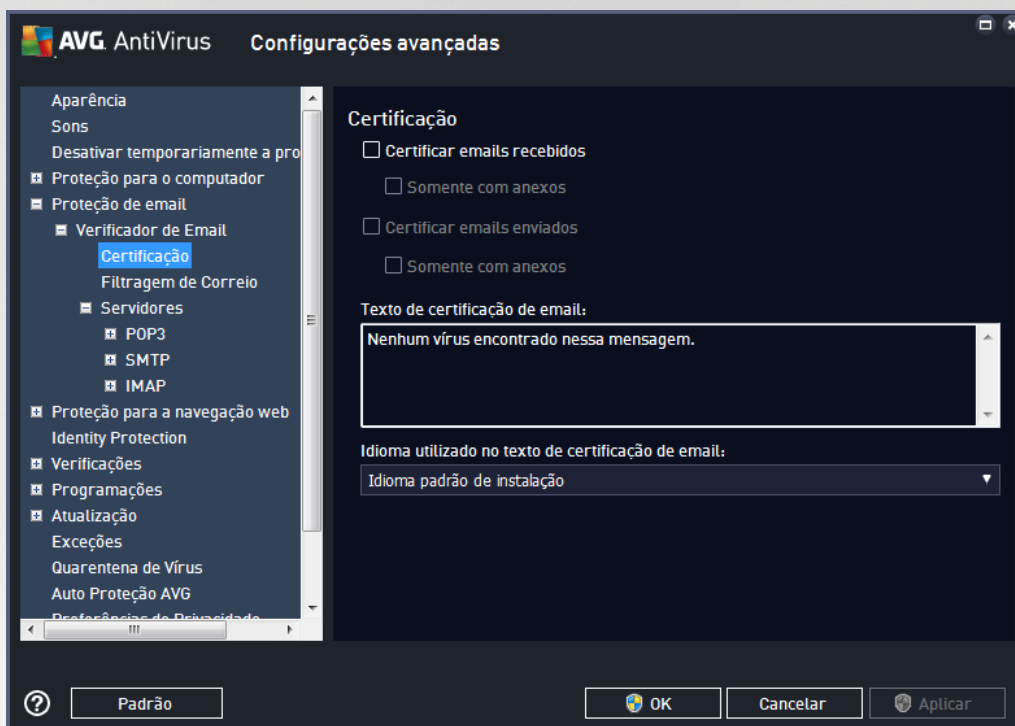 AVG AntiVirus Configurações avançadas
Aparência
Sons
Desativar temporariamente a pro
Proteção para o computador
Proteção de email
Verificador de Email
Certificação
Filtragem de Correio
Servidores
POP3
SMTP
IMAP
Proteção para a navegação web
Identity Protection
Verificações
Programações
Atualização
Exceções
Quarentena de Vírus
Auto Proteção AVG
Preferências de Privacidade
Certificação
Certificar emails recebidos
Somente com anexos
Certificar emails enviados
Somente com anexos
Texto de certificação de email:
Nenhum vírus encontrado nessa mensagem.
Idioma utilizado no texto de certificação de email:
Idioma padrão de instalação
? Padrão OK Cancelar Aplicar